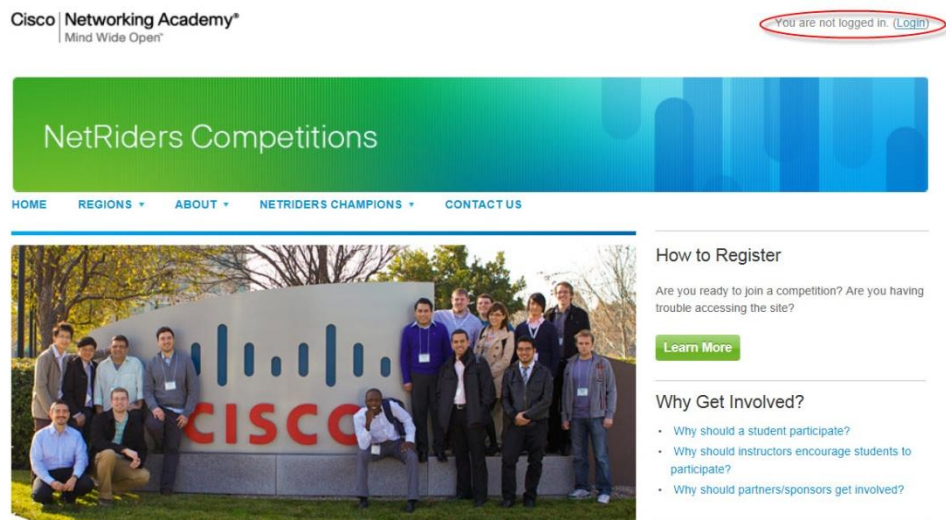 Cisco Networking Academy®
Mind Wide Open™
You are not logged in. (Login)
NetRiders Competitions
HOME REGIONS ABOUT NETRIDERS CHAMPIONS CONTACT US
CISCO
How to Register
Are you ready to join a competition? Are you having
trouble accessing the site?
Learn More
Why Get Involved?
Why should a student participate?
Why should instructors encourage students to
participate?
Why should partners/sponsors get involved?